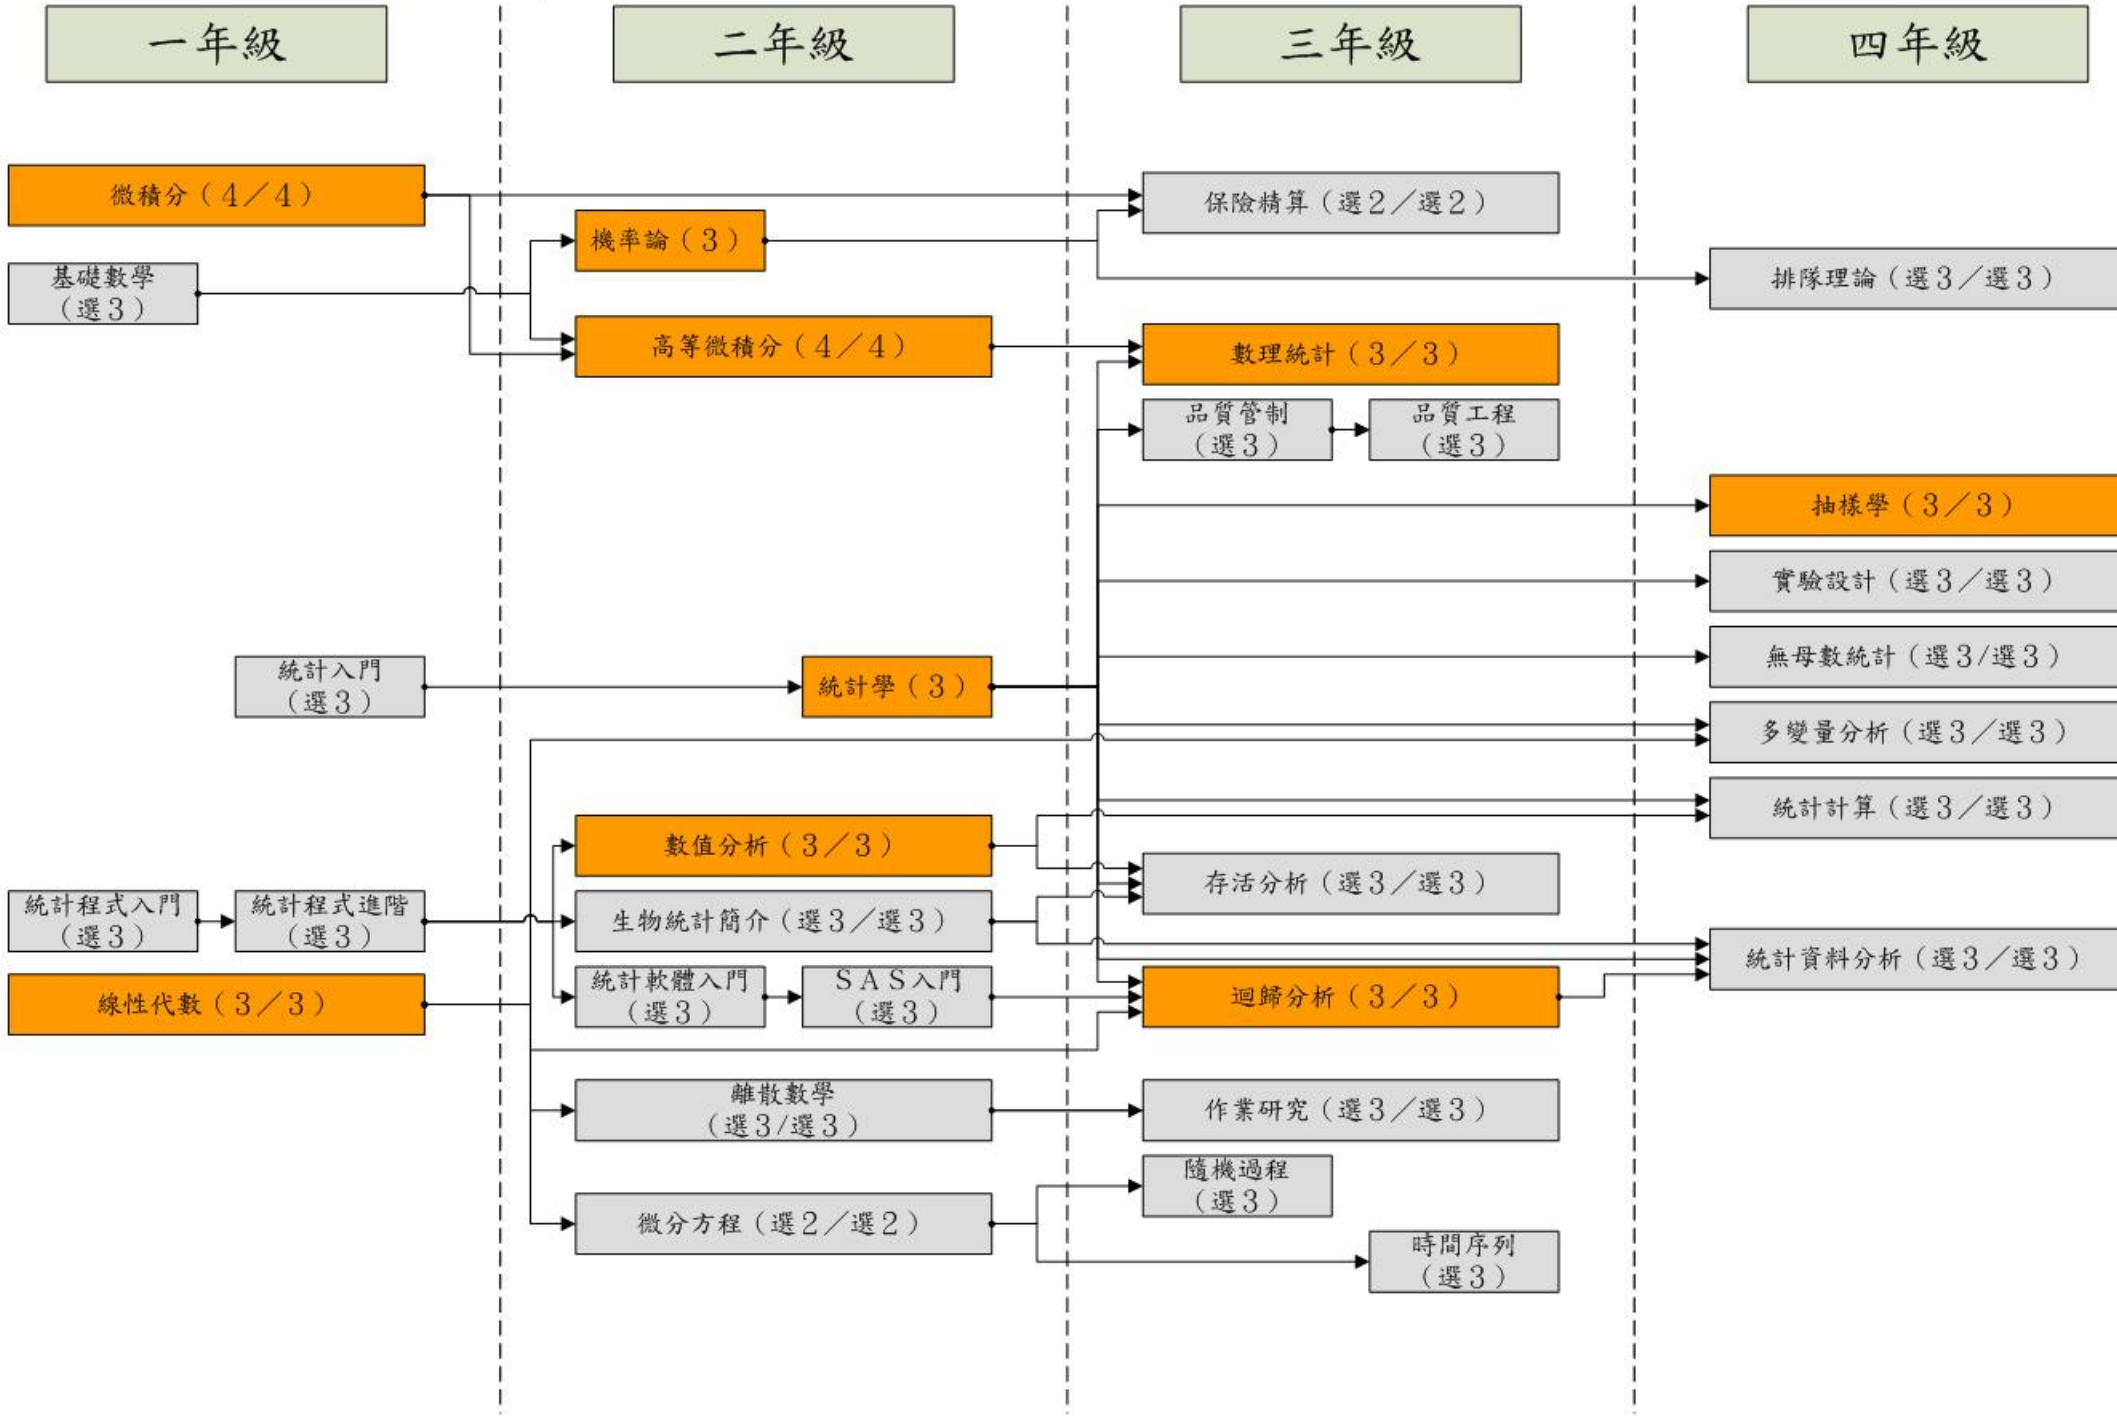 一年級
二年級
三年級
四年級
微積分（４／４）
基礎數學
（選３）
統計入門
（選３）
統計程式入門
（選３）
統計程式進階
（選３）
線性代數（３／３）
機率論（３）
高等微積分（４／４）
統計學（３）
數值分析（３／３）
生物統計簡介（選３／選３）
統計軟體入門
（選３）
ＳＡＳ入門
（選３）
離散數學
（選３/選３）
微分方程（選２／選２）
保險精算（選２／選２）
數理統計（３／３）
品質管制
（選３）
品質工程
（選３）
存活分析（選３／選３）
迴歸分析（３／３）
作業研究（選３／選３）
隨機過程
（選３）
時間序列
（選３）
排隊理論（選３／選３）
抽樣學（３／３）
實驗設計（選３／選３）
無母數統計（選３/選３）
多變量分析（選３／選３）
統計計算（選３／選３）
統計資料分析（選３／選３）